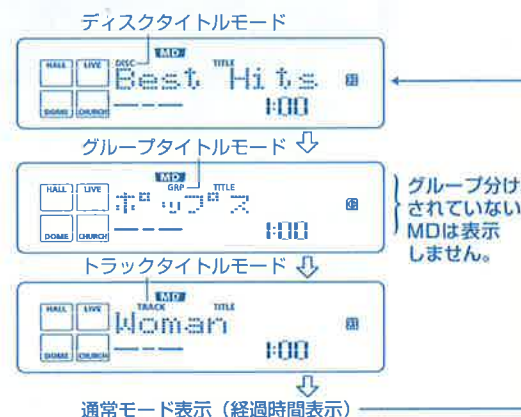 ディスクタイトルモード
MD
HALL LIVE DISC TITLE
Best Hits
DOME CHURCH 1:00
グループタイトルモード
MD
HALL LIVE GRP TITLE
ポップス
DOME CHURCH 1:00
グループ分け
されていない
MDは表示
しません。
トラックタイトルモード
MD
HALL LIVE TRACK TITLE
Woman
DOME CHURCH 1:00
通常モード表示（経過時間表示）